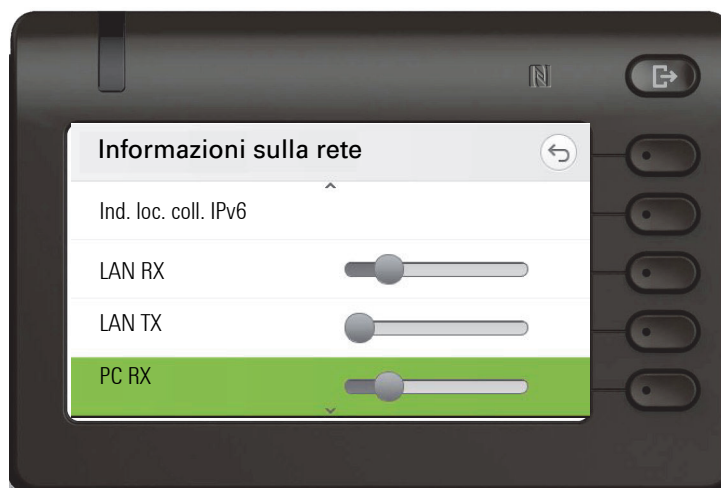 Informazioni sulla rete
Ind. loc. coll. IPv6
LAN RX
LAN TX
PC RX